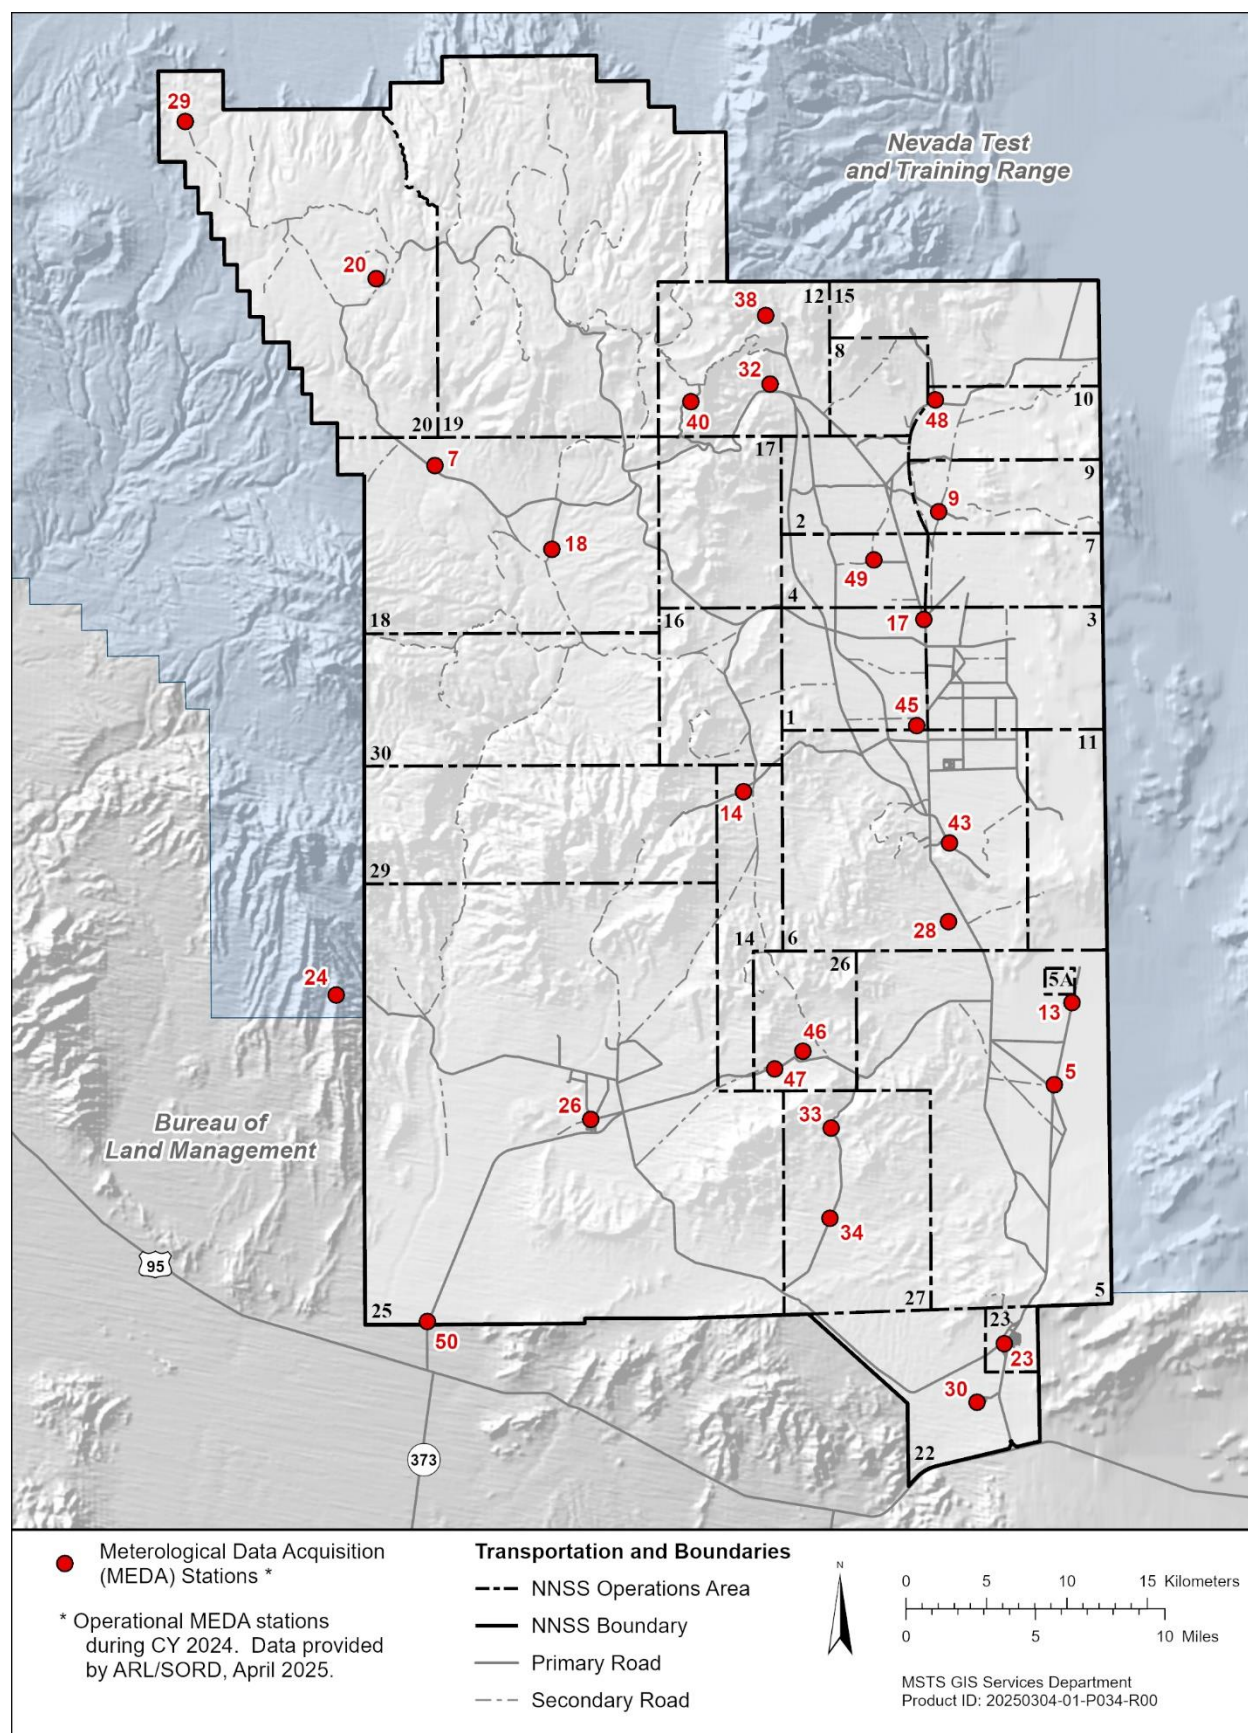 29
Nevada Test
and Training Range
20
38
12
15
8
32
40
48
10
20
19
7
17
9
9
2
18
49
7
4
18
16
17
3
45
1
11
30
14
43
29
28
14
6
26
24
5A
13
46
47
5
26
33
Bureau of
Land Management
34
95
25
27
5
50
23
23
30
373
22
Meterological Data Acquisition
(MEDA) Stations *
* Operational MEDA stations
during CY 2024. Data provided
by ARL/SORD, April 2025.
Transportation and Boundaries
NNSS Operations Area
NNSS Boundary
Primary Road
Secondary Road
N
0 5 10 15 Kilometers
0 5 10 Miles
MSTS GIS Services Department
Product ID: 20250304-01-P034-R00